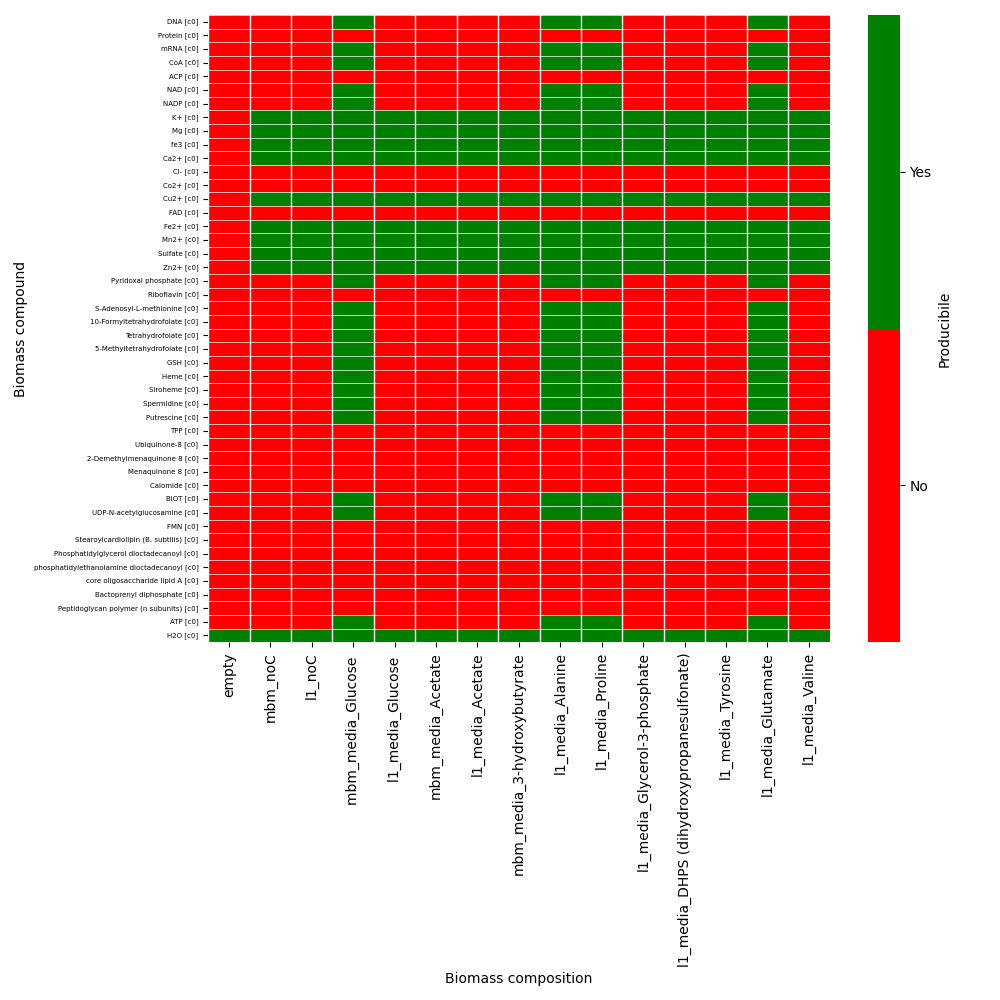 DNA [c0]
Protein [c0]
mRNA [c0]
CoA [c0]
ACP [c0]
NAD [c0]
NADP [c0]
K+ [c0]
Mg [c0]
fe3 [c0]
Ca2+ [c0]
Cl- [c0]
Co2+ [c0]
Cu2+ [c0]
FAD [c0]
Fe2+ [c0]
Mn2+ [c0]
Sulfate [c0]
Zn2+ [c0]
Pyridoxal phosphate [c0]
Riboflavin [c0]
S-Adenosyl-L-methionine [c0]
10-Formyltetrahydrofolate [c0]
Tetrahydrofolate [c0]
5-Methyltetrahydrofolate [c0]
GSH [c0]
Heme [c0]
Siroheme [c0]
Spermidine [c0]
Putrescine [c0]
TPP [c0]
Ubiquinone-8 [c0]
2-Demethylmenaquinone 8 [c0]
Menaquinone 8 [c0]
Calomide [c0]
BIOT [c0]
UDP-N-acetylglucosamine [c0]
FMN [c0]
Stearoylcardiolipin (B. subtilis) [c0]
Phosphatidylglycerol dioctadecanoyl [c0]
phosphatidylethanolamine dioctadecanoyl [c0]
core oligosaccharide lipid A [c0]
Bactoprenyl diphosphate [c0]
Peptidoglycan polymer (n subunits) [c0]
ATP [c0]
H2O [c0]
Biomass compound
empty
mbm_noC
l1_noC
mbm_media_Glucose
l1_media_Glucose
mbm_media_Acetate
l1_media_Acetate
mbm_media_3-hydroxybutyrate
l1_media_Alanine
l1_media_Proline
l1_media_Glycerol-3-phosphate
l1_media_DHPS (dihydroxypropanesulfonate)
l1_media_Tyrosine
l1_media_Glutamate
l1_media_Valine
Biomass composition
Yes
No
Producibile